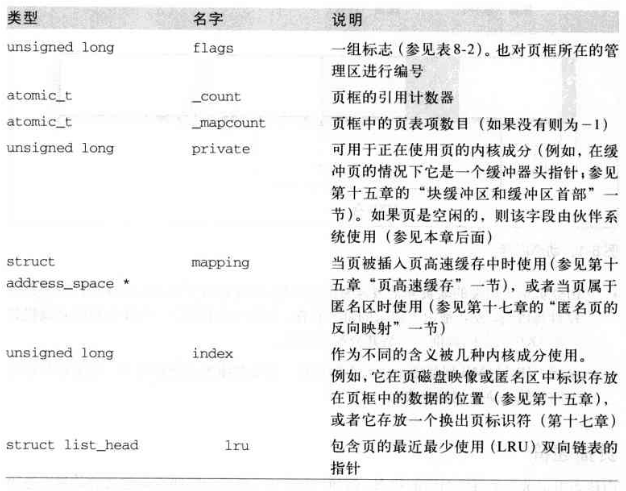 类型 名字 说明
unsigned long flags 一组标志（参见表8-2）。也对页框所在的管
理区进行编号
atomic_t _count 页框的引用计数器
atomic_t _mapcount 页框中的页表项数目（如果没有则为－1）
unsigned long private 可用于正在使用页的内核成分（例如，在缓
冲页的情况下它是一个缓冲器头指针；参见
第十五章的“块缓冲区和缓冲区首部”一
节）。如果页是空闲的，则该字段由伙伴系
统使用（参见本章后面）
struct mapping 当页被插入页高速缓存中时使用（参见第十
address_space * 五章“页高速缓存”一节），或者当页属于
匿名区时使用（参见第十七章的“匿名页的
反向映射”一节）
unsigned long index 作为不同的含义被几种内核成分使用。
例如，它在页磁盘映像或匿名区中标识存放
在页框中的数据的位置（参见第十五章），
或者它存放一个换出页标识符（第十七章）
struct list_head lru 包含页的最近最少使用（LRU）双向链表的
指针